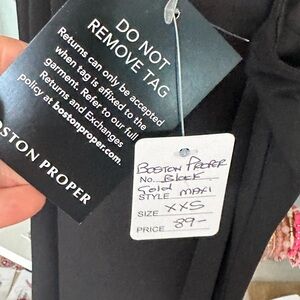 DO NOT
REMOVE TAG
Returns can only be accepted
when tag is affixed to the
garment. Refer to our full
Returns and Exchanges
policy at bostonproper.com.
BOSTON PROPER
BOSTON PROPER
NO. Black
Gold
STYLE MAXI
SIZE XXS
PRICE 89-